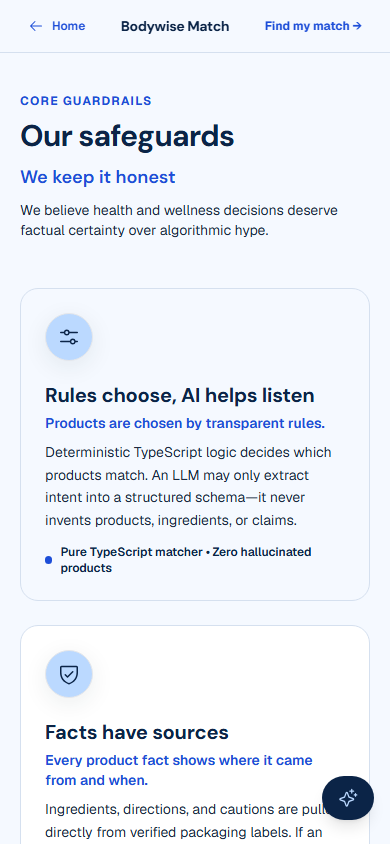 Home
Bodywise Match
Find my match →
CORE GUARDRAILS
Our safeguards
We keep it honest
We believe health and wellness decisions deserve
factual certainty over algorithmic hype.
Rules choose, AI helps listen
Products are chosen by transparent rules.
Deterministic TypeScript logic decides which
products match. An LLM may only extract
intent into a structured schema—it never
invents products, ingredients, or claims.
Pure TypeScript matcher • Zero hallucinated
products
Facts have sources
Every product fact shows where it came
from and when.
Ingredients, directions, and cautions are
directly from verified packaging labels. If an